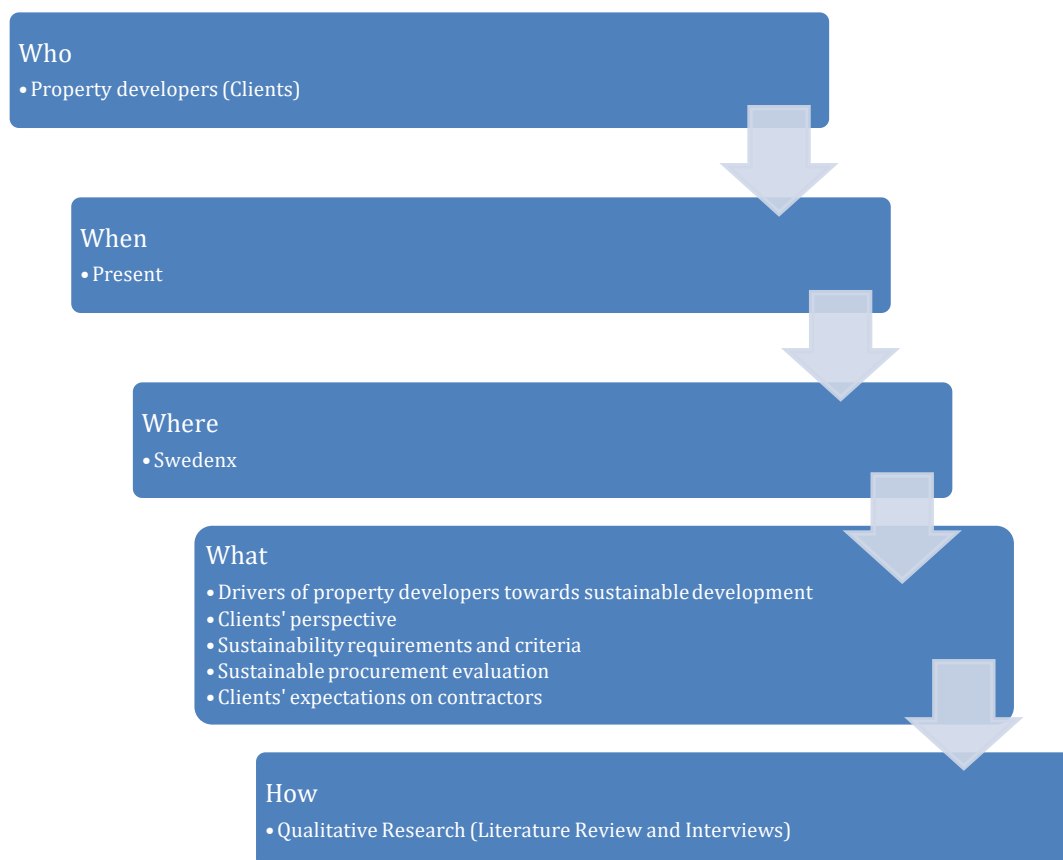 Who
•Property developers (Clients)
When
•Present
Where
•Swedenx
What
•Drivers of property developers towards sustainable development
•Clients' perspective
•Sustainability requirements and criteria
•Sustainable procurement evaluation
•Clients' expectations on contractors
How
•Qualitative Research (Literature Review and Interviews)